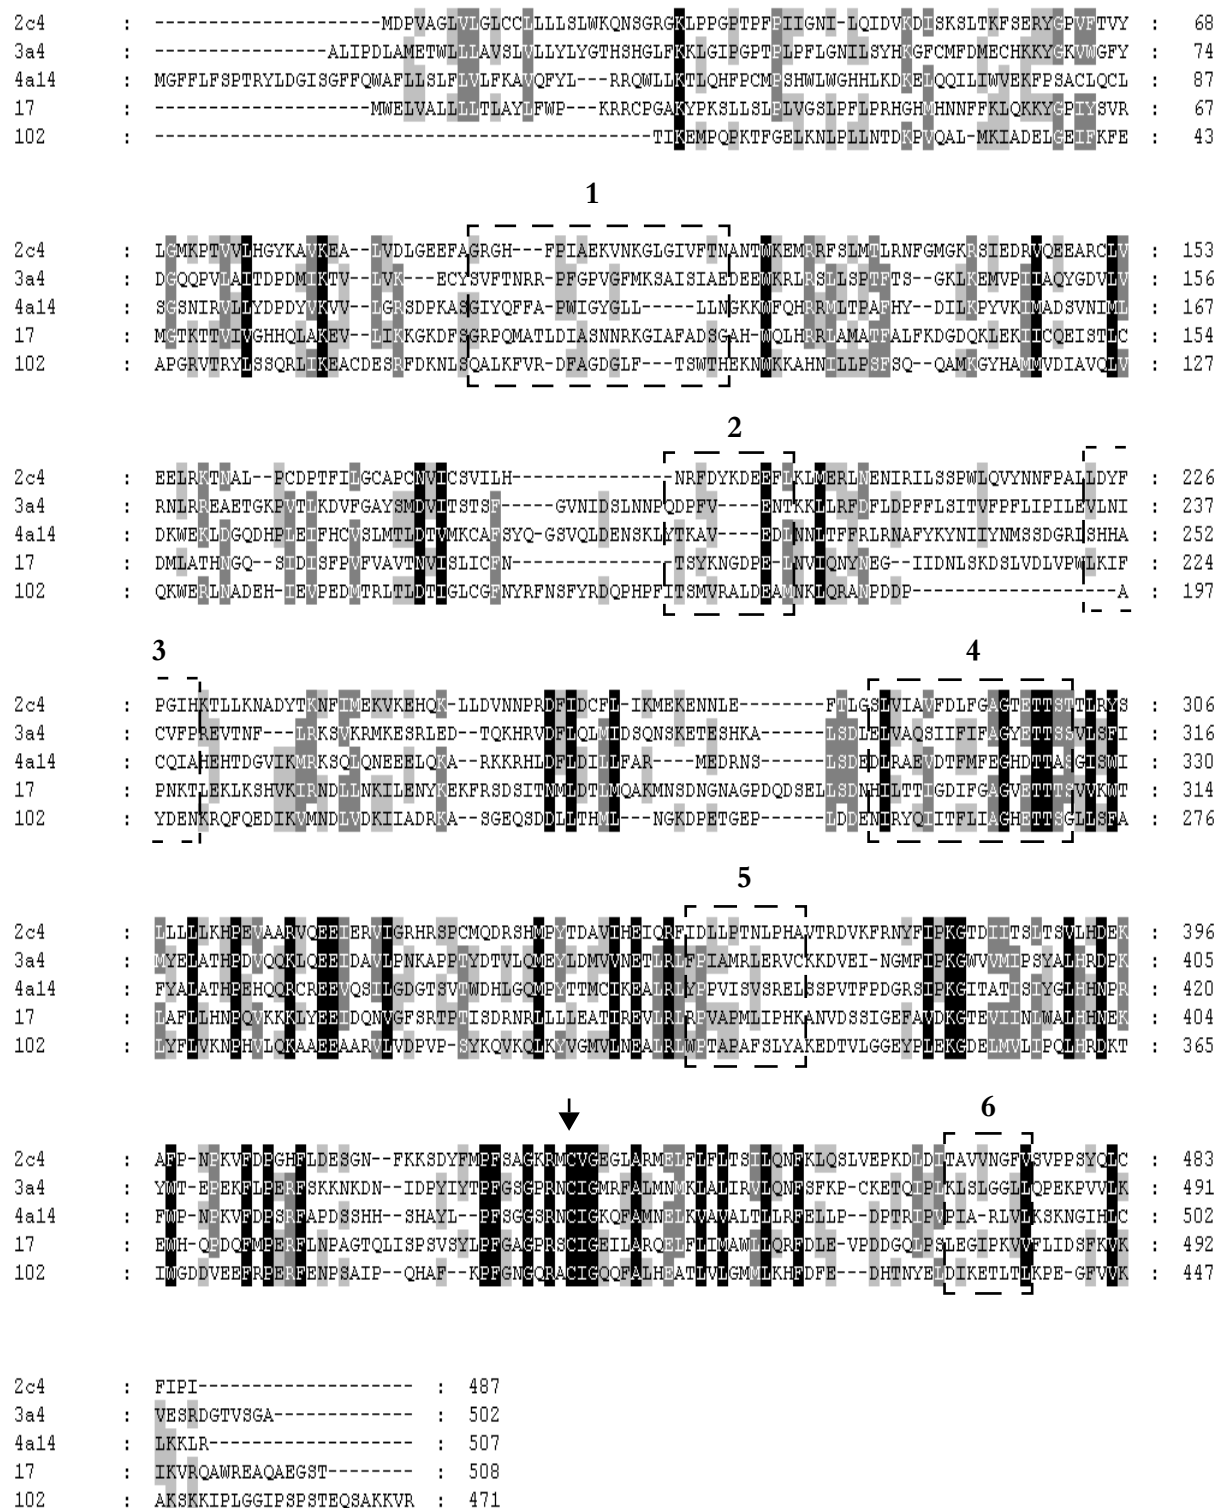 2c4 : ---------------------MDPVAGLVLGLCCLLLLSLWKQNSGRGKLPPGPTPFPIIGNI-LQIDVKDISKSLTKFSERYGPVFTVY : 68
3a4 : ----------------ALIPDLAMETWLLLAVSLVLLYLYGTHSHGLFKKLGIPGPTPLPFLGNILSYHKGFCMFDMECHKKYGKVWGFY : 74
4a14 : MGFFLFSPTRYLDGISGFFQWAFLLSLFLVLFKAVQFYL---RRQWLLKTLQHFPCMPSHWLWGHHLKDKELQQILIWVEKFPSACLQCL : 87
17 : --------------------MWELVALLLLTLAYLFWP---KRRCPGAKYPKSLLSLPLVGSLPFLPRHGHMHNNFFKLQKKYGPIYSVR : 67
102 : ----------------------------------------------TIKEMPQPKTFGELKNLPLLNTDKPVQAL-MKIADELGEIFKFE : 43
1
2c4 : LGMKPTVVLHGYKAVKEA--LVDLGEEFAGRGH---FPIAEKVNKGLGIVFTNANTWKEMRRFSLMTLRNFGMGKRSIEDRVQEEARCLV : 153
3a4 : DGQQPVLAITDPDMIKTV--LVK---ECYSVFTNRR-PFGPVGFMKSAISIAEDEEWKRLRSLLSPTFTS--GKLKEMVPIIAQYGDVLV : 156
4a14 : SGSNIRVLLYDPDYVKVV--LGRSDPKASGIYQFFA-PWIGYGLL---LLNGKKWFQHRRMLTPAFHY--DILKPYVKIMADSVNIML : 167
17 : MGTKTTVIVGHHQLAKEV--LIKKGKDFSGRPQMATLDIASNNRKGIAFADSGAH-WQLHRRLAMATFALFKDGDQKLEKIICQEISTLC : 154
102 : APGRVTRYLSSQRLIKEACDESRFDKNLSQALKFVR-DFAGDGLF---TSWTHEKNWKKAHNILLPSFSQ--QAMKGYHAMMVDIAVQLV : 127
2
2c4 : EELRKTNAL--PCDPTFILGCAPCNVICSVILH---------------NRFDYKDEEFLKLMERLNENIRILSSPWLQVYNNFPALLDYF : 226
3a4 : RNLRREAETGKPVTLKDVFGAYSMDVITSTSF-----GVNIDSLNNPQDPFV----ENTKKLLRFDFLDPFFLSITVFPFLIPILEVLNI : 237
4a14 : DKWEKLDGQDHPLEIFHCVSLMTLDTVMKCAFSYQG-SVQLDENSKLYTKAV----EDLNNLTFFRLRNAFYKYNIIYNMSSDGRLSHHA : 252
17 : DMLATHNGQ--SIDISFPVFVAVTNVISLICFN---------------TSYKNGDPE-LNVIQNYNEG--IIDNLSKDSLVDLVPWLKIF : 224
102 : QKWERLNADEH-IEVPEDMTRLTLDTIGLCGFNYRFNSFYRDQPHPFITSMVRALDEAMNKLQRANPDDP-------------------A : 197
3 4
2c4 : PGIHKTLLKNADYTKNFIMEKVKEHQK-LLDVNNPRDFIDCFL-IKMEKENNLE--------FTLGSLVIAVFDLFGAGTETTSTTLRYS : 306
3a4 : CVFPREVTNF---LRKSVKRMKESRLED--TQKHRVDFLQLMIDSQNSKETESHKA------LSDLELVAQSIIFIFAGYETTSSVLSFI : 316
4a14 : CQIAHEHTDGVIKMRKSQLQNEEELQKA--RKKRHLDFLDILLFAR----MEDRNS------LSDEDLRAEVDTFMFEGHDTTASGISWI : 330
17 : PNKTLEKLKSHVKIRNDLLNKILENYKEKFRSDSITNMLDTLMQAKMNSDNGNAGPDQDSELLSDNHILTTIGDIFGAGVETTTSVVKWT : 314
102 : YDENKRQFQEDIKVMNDLVDKIIADRKA--SGEQSDDLLTHML---NGKDPETGEP------LDDENIRYQIITFLIAGHETTSGLLSFA : 276
5
2c4 : LLLLLKHPEVAARVQEEIERVIGRHRSPCMQDRSHMPYTDAVIHEIQRFIDLLPTNLPHAVTRDVKFRNYFIPKGTDIITSLTSVLHDEK : 396
3a4 : MYELATHPDVQQKLQEEIDAVLPNKAPPTYDTVLQMEYLDMVVNETLRLFPIAMRLERVCKKDVEI-NGMFIPKGWVVMIPSYALHRDPK : 405
4a14 : FYALATHPEHQQRCREEVQSILGDGTSVTWDHLGQMPYTTMCIKEALRLYPPVISVSRELSSPVTFPDGRSIPKGITATISIYGLHHNPR : 420
17 : LAFLLHNPQVKKKLYEEIDQNVGFSRTPTISDRNRLLLLEATIREVLRLRPVAPMLIPHKANVDSSIGEFAVDKGTEVIINLWALHHNEK : 404
102 : LYFLVKNPHVLQKAAEEAARVLVDPVP-SYKQVKQLKYVGMVLNEALRLWPTAPAFSLYAKEDTVLGGEYPLEKGDELMVLIPQLHRDKT : 365
6
2c4 : AFP-NPKVFDPGHFLDESGN--FKKSDYFMPFSAGKRMCVGEGLARMELFLFLTSILQNFKLQSLVEPKDLDITAVVNGFVSVPPSYQLC : 483
3a4 : YWT-EPEKFLPERFSKKNKDN--IDPYIYTPFGSGPRNCIGMRFALMNMKLALIRVLQNFSFKP-CKETQIPLKLSLGGLLQPEKPVVLK : 491
4a14 : FWP-NPKVFDPSRFAPDSSHH--SHAYL--PFSGGSRNCIGKQFAMNELKVAVALTLLRFELLP--DPTRIPVPIA-RLVLKSKNGIHLC : 502
17 : EWH-QPDQFMPERFLNPAGTQLISPSVSYLPFGAGPRSCIGEILARQELFLIMAWLLQRFDLE-VPDDGQLPSLEGIPKVVFLIDSFKVK : 492
102 : IWGDDVEEFRPERFENPSAIP--QHAF--KPFGNGQRACIGQQFALHEATLVLGMMLKHFDFE---DHTNYELDIKETLTLKPE-GFVVK : 447
2c4 : FIPI-------------------- : 487
3a4 : VESRDGTVSGA------------- : 502
4a14 : LKKLR------------------- : 507
17 : IKVRQAWREAQAEGST-------- : 508
102 : AKSKKIPLGGIPSPSTEQSAKKVR : 471